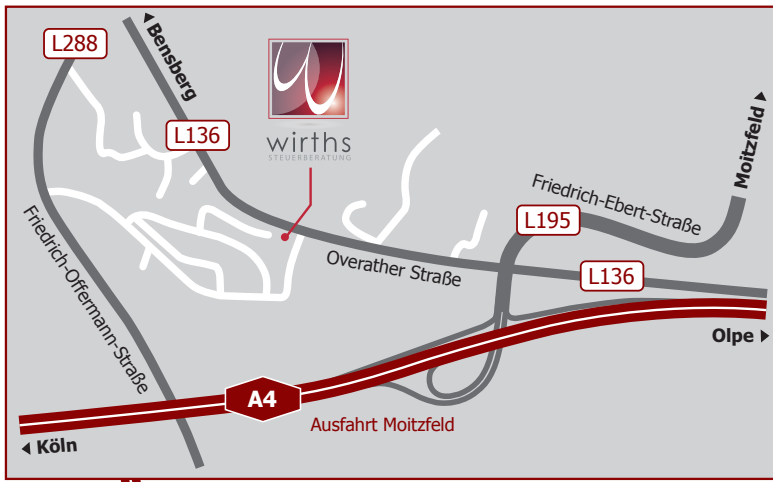 L288
Bensberg
L136
wirths
STEUERBERATUNG
Moitzfeld
Friedrich-Ebert-Straße
L195
Overather Straße
L136
Friedrich-Offermann-Straße
Olpe
A4
Ausfahrt Moitzfeld
Köln